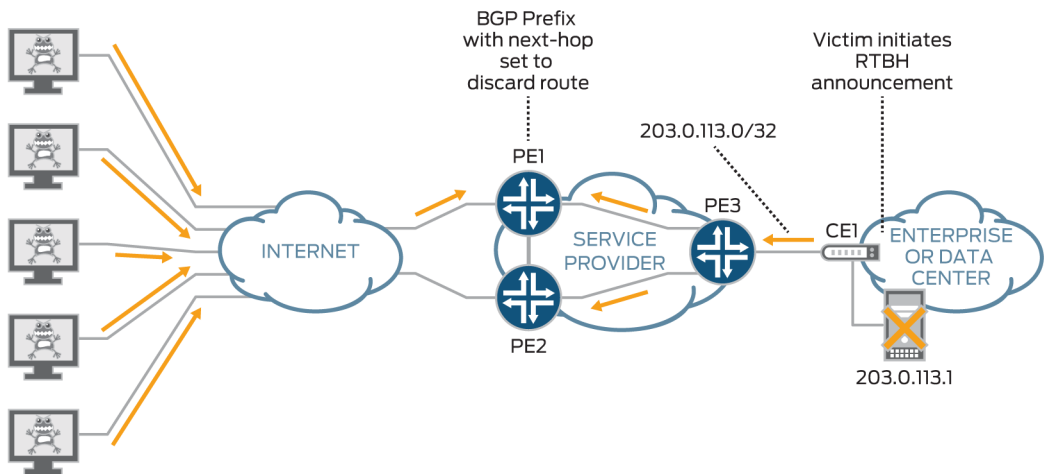 BGP Prefix
with next-hop
set to
discard route
Victim initiates
RTBH
announcement
203.0.113.0/32
PE1
PE3
CE1
INTERNET
SERVICE
PROVIDER
ENTERPRISE
OR DATA
CENTER
PE2
203.0.113.1